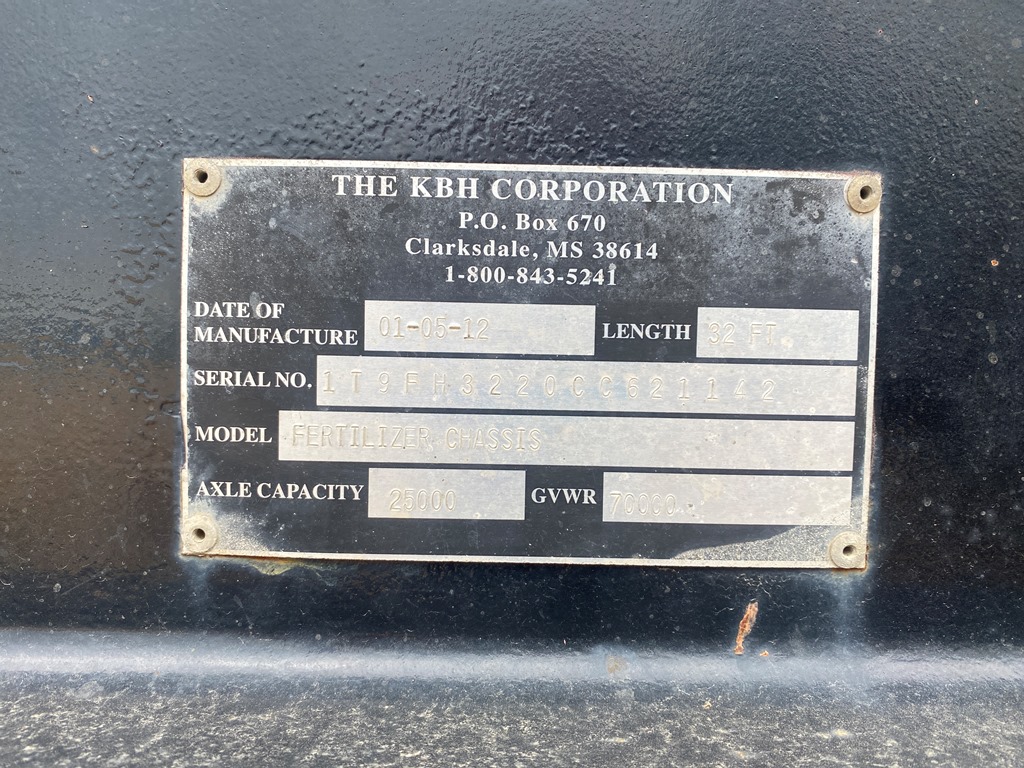 THE KBH CORPORATION
P.O. Box 670
Clarksdale, MS 38614
1-800-843-5241
DATE OF MANUFACTURE 01-05-12 LENGTH 32 FT.
SERIAL NO. 1T9FH3220CC621142
MODEL FERTILIZER CHASSIS
AXLE CAPACITY 25000 GVWR 70000